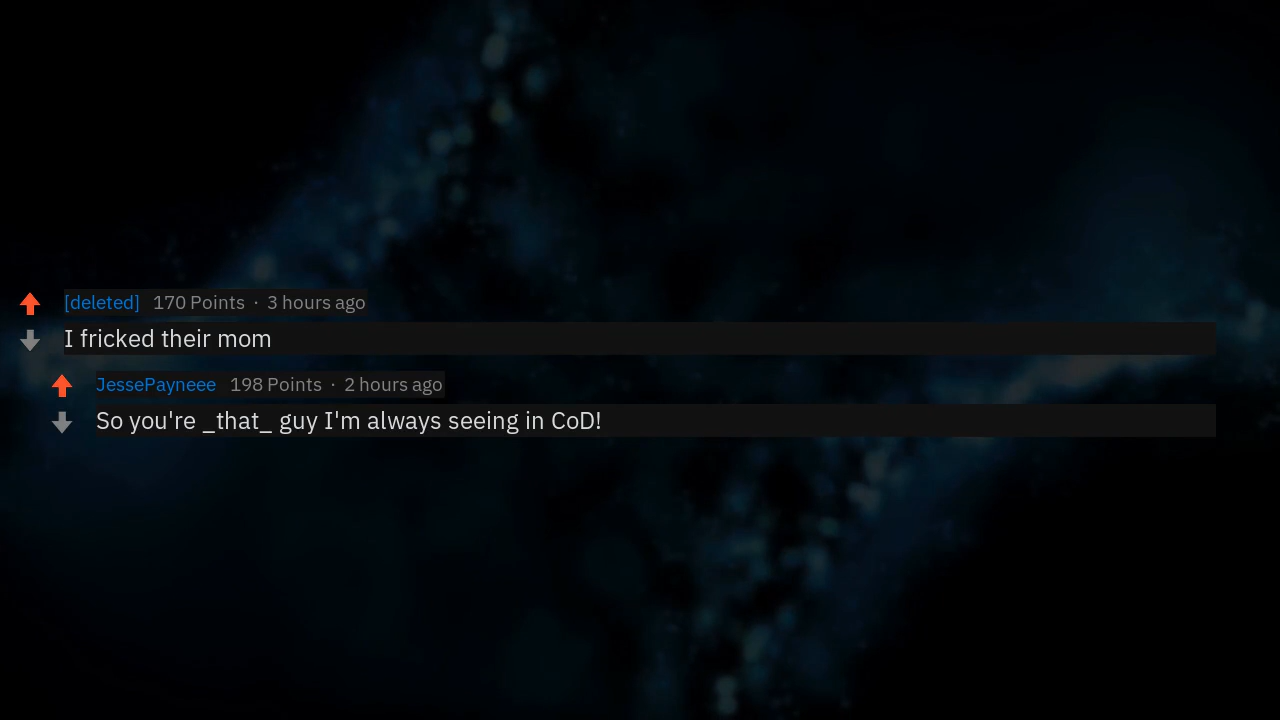 [deleted] 170 Points · 3 hours ago
I fricked their mom
JessePayneee 198 Points · 2 hours ago
So you're _that_ guy I'm always seeing in CoD!